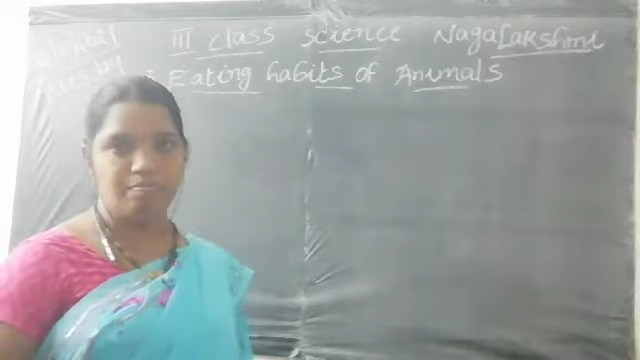 III class science NagaLakshmi
: Eating habits of Animals